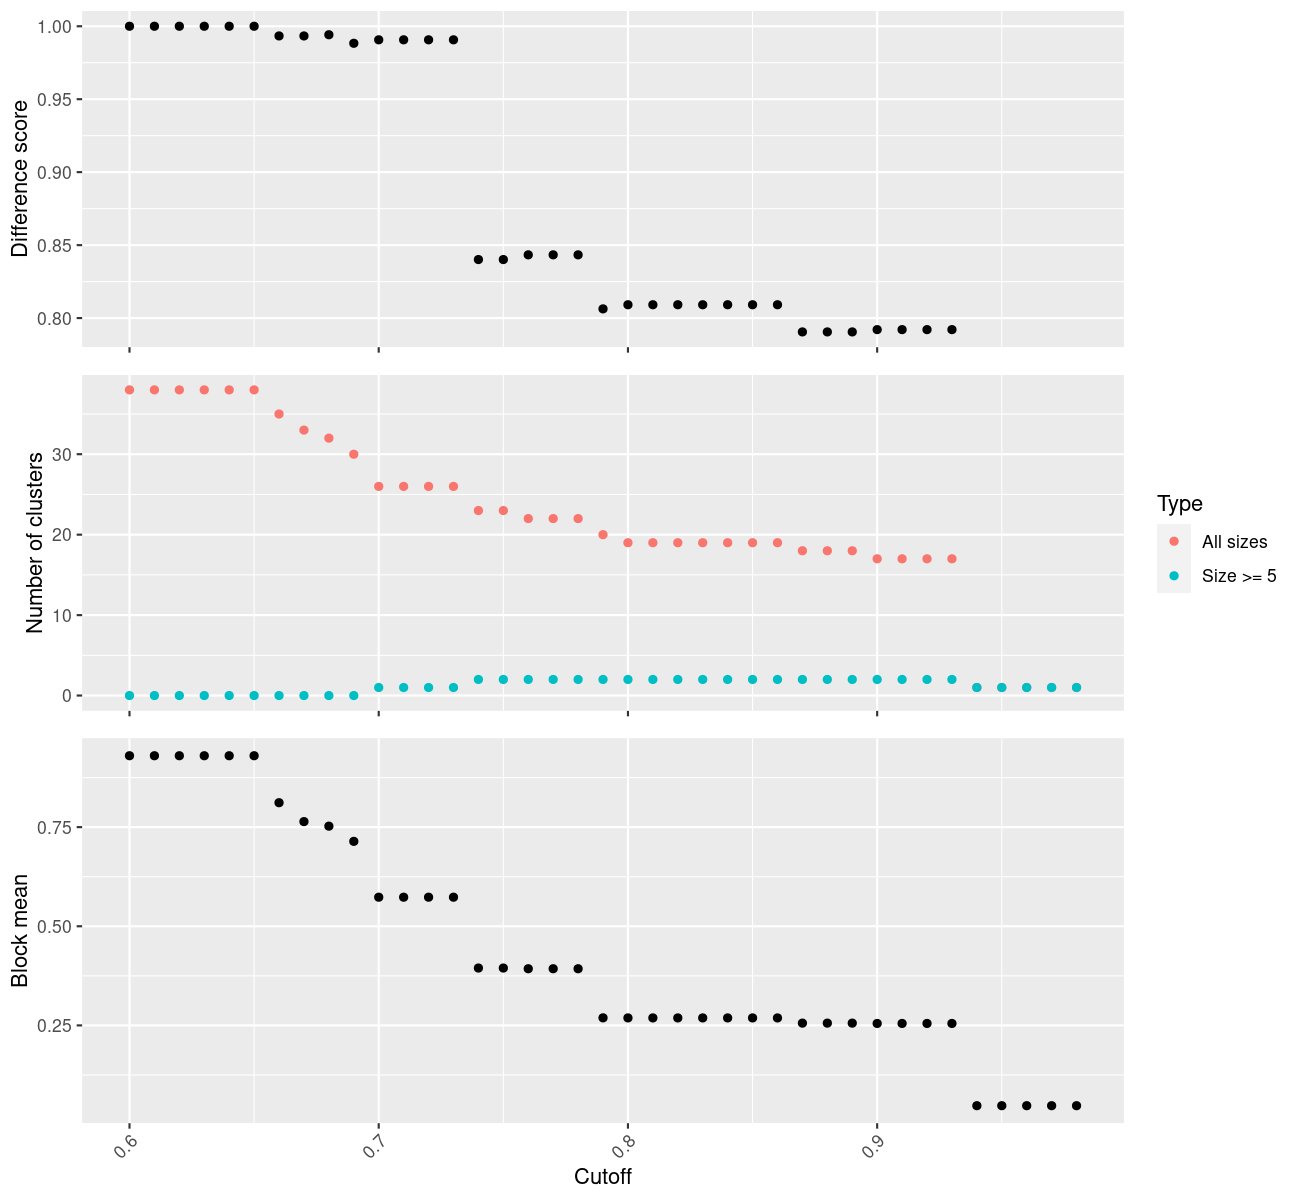 Difference score
1.00
0.95
0.90
0.85
0.80
Number of clusters
30
20
10
0
Type
All sizes
Size >= 5
Block mean
0.75
0.50
0.25
0.6
0.7
0.8
0.9
Cutoff